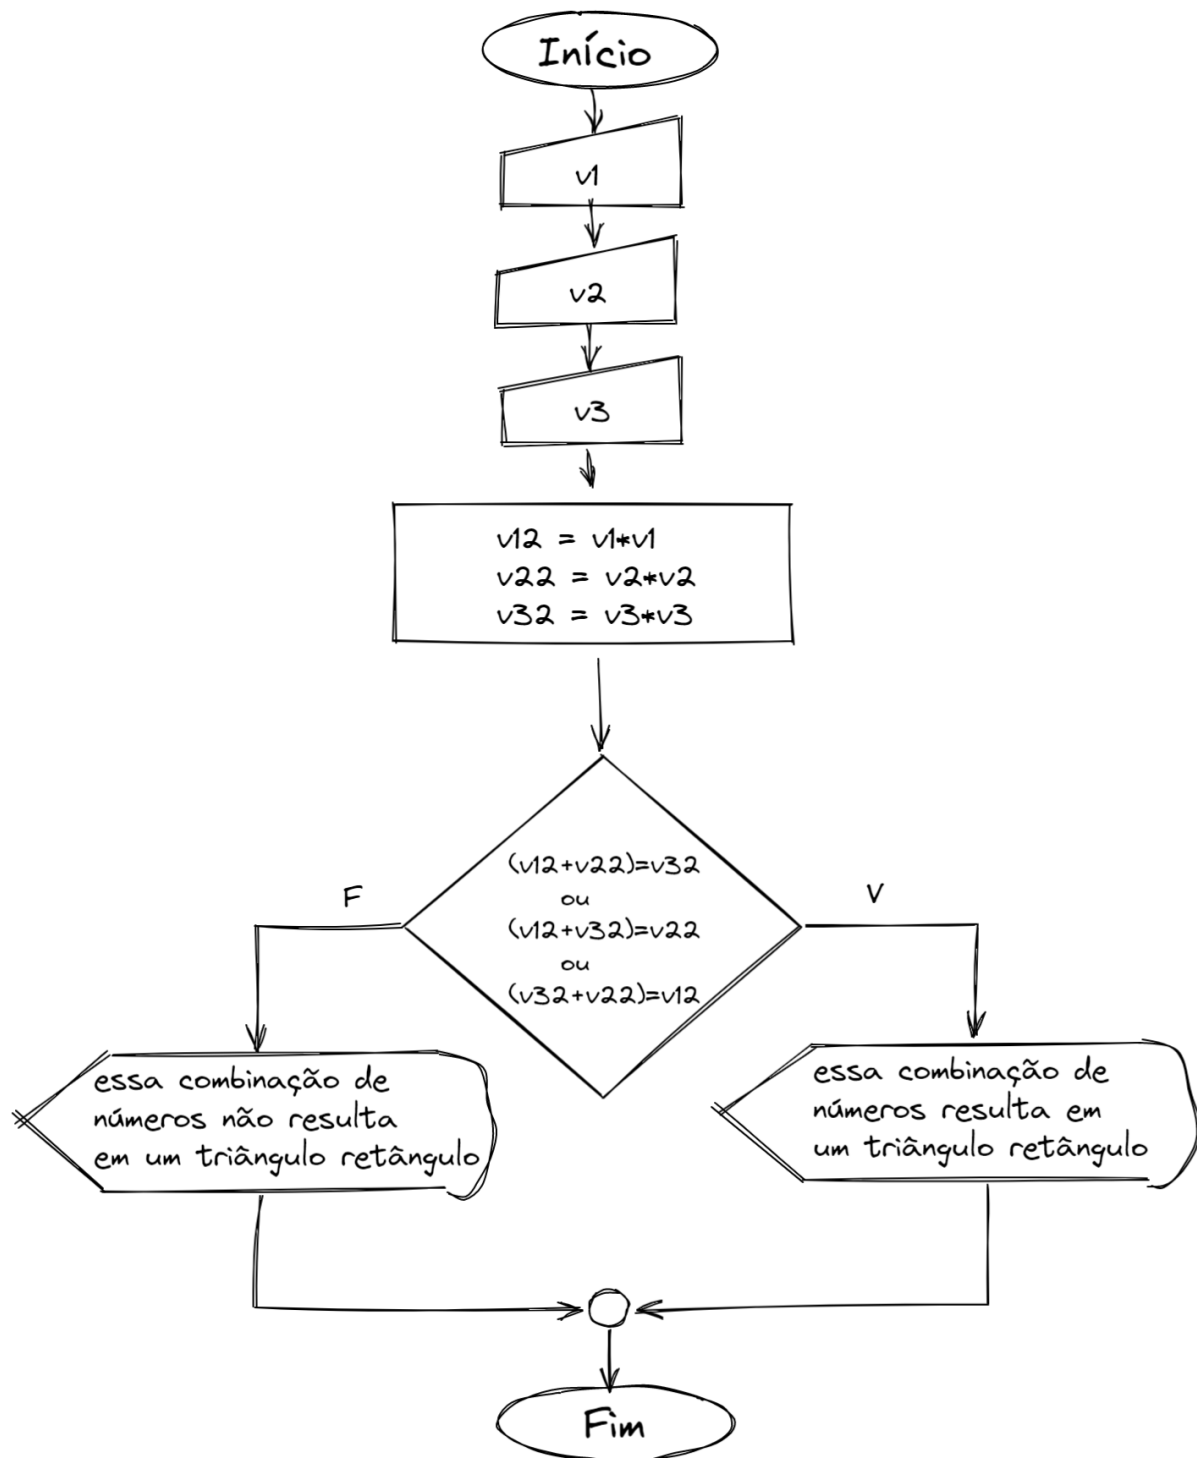 Início
v1
v2
v3
v12 = v1*v1
v22 = v2*v2
v32 = v3*v3
(v12+v22)=v32
ou
(v12+v32)=v22
ou
(v32+v22)=v12
F
V
essa combinação de
números não resulta
em um triângulo retângulo
essa combinação de
números resulta em
um triângulo retângulo
Fim